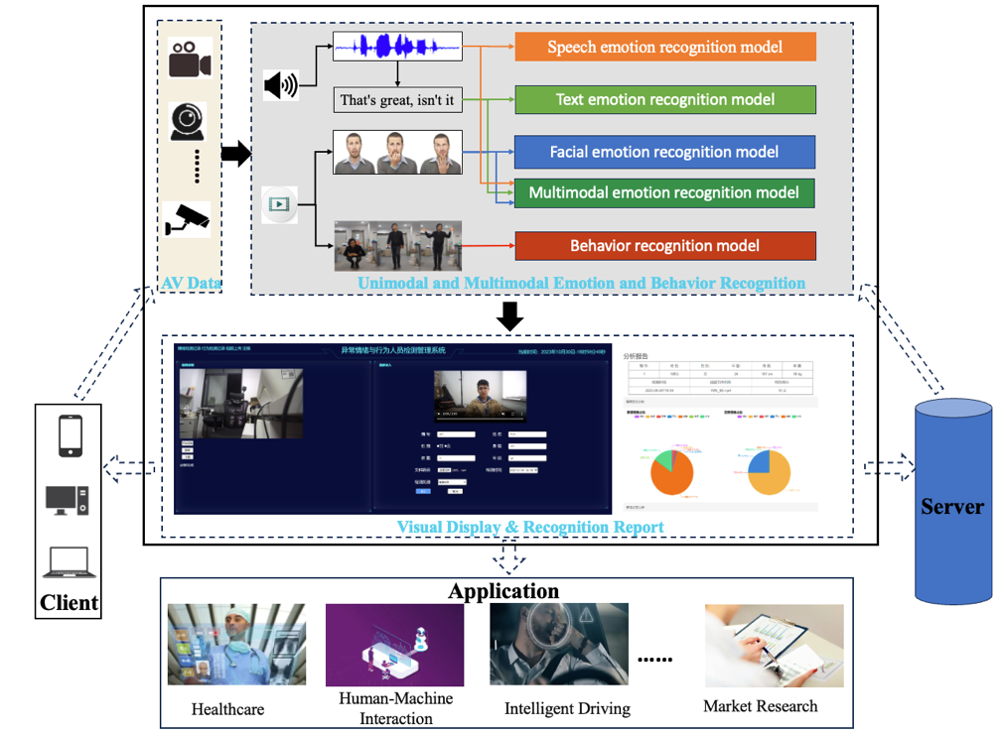 Speech emotion recognition model
That's great, isn't it
Text emotion recognition model
Facial emotion recognition model
Multimodal emotion recognition model
Behavior recognition model
AV Data
Unimodal and Multimodal Emotion and Behavior Recognition
异常情绪与行为人员检测管理系统
分析报告
Visual Display & Recognition Report
Client
Server
Application
Healthcare
Human-Machine
Interaction
Intelligent Driving
......
Market Research